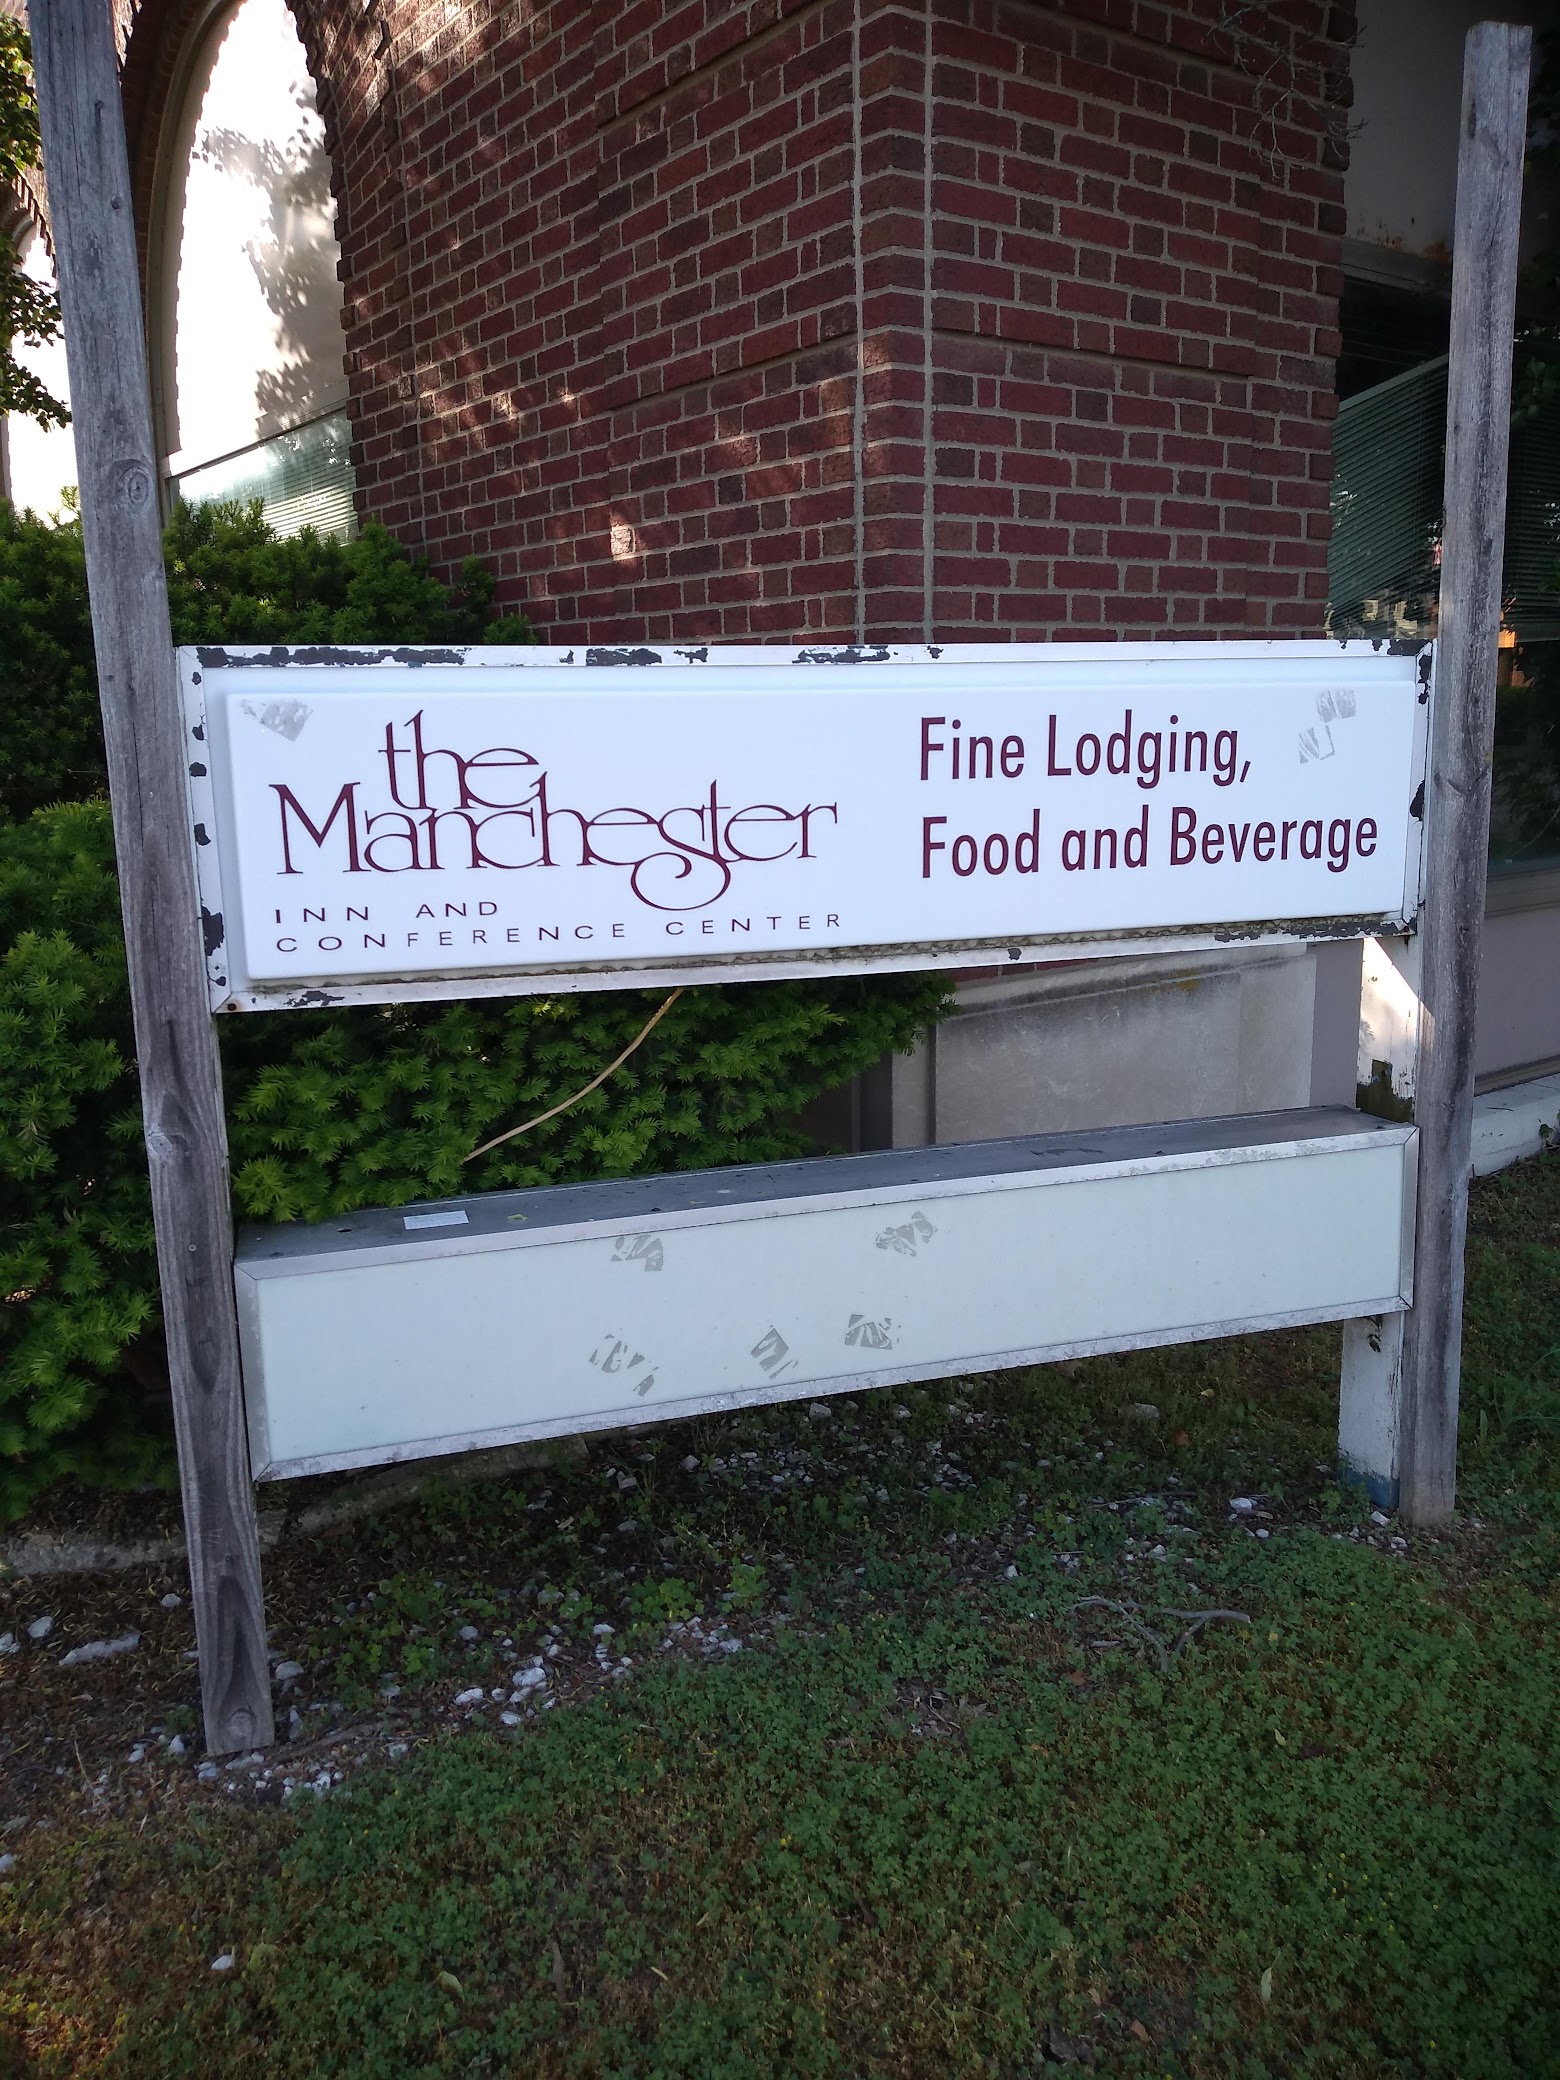 the
Manchester
INN AND
CONFERENCE CENTER
Fine Lodging,
Food and Beverage